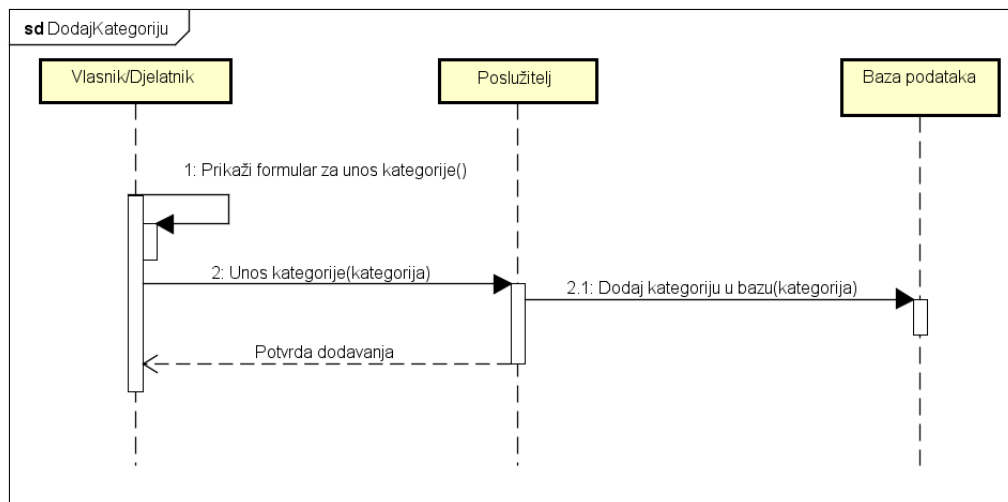 sd DodajKategoriju
Vlasnik/Djelatnik
Poslužitelj
Baza podataka
1: Prikaži formular za unos kategorije()
2: Unos kategorije(kategorija)
2.1: Dodaj kategoriju u bazu(kategorija)
Potvrda dodavanja